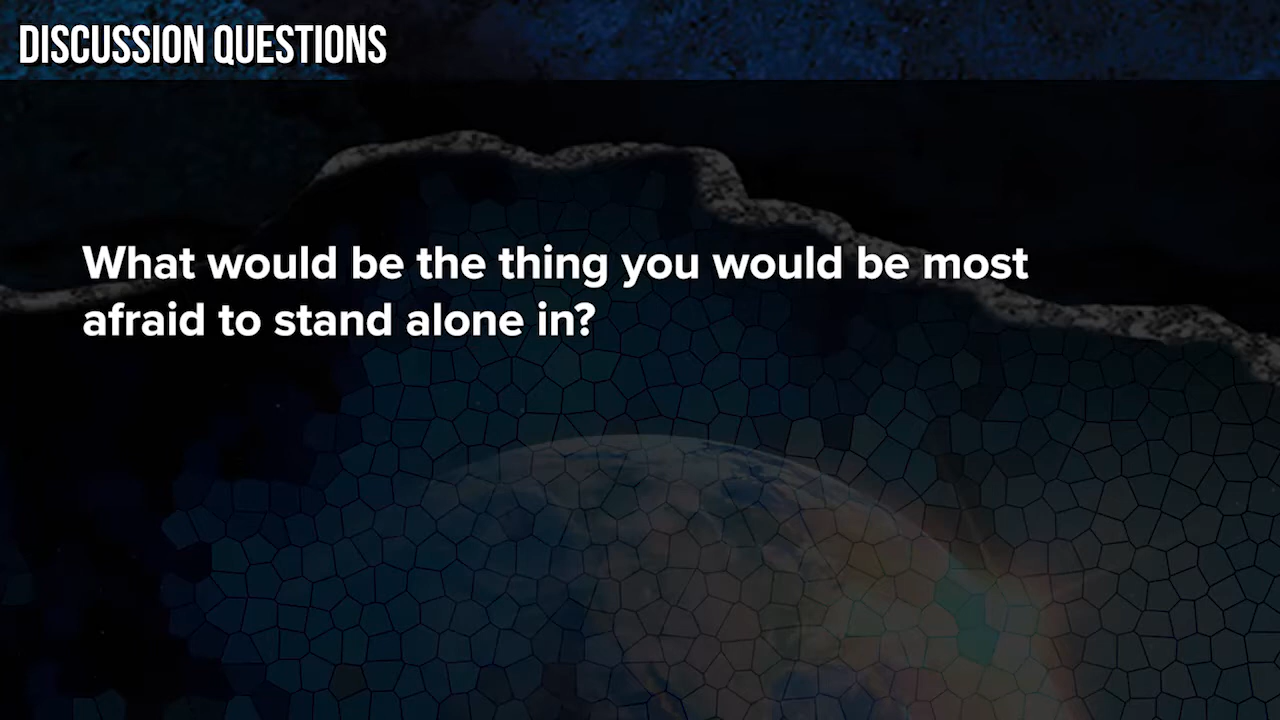 DISCUSSION QUESTIONS
What would be the thing you would be most
afraid to stand alone in?